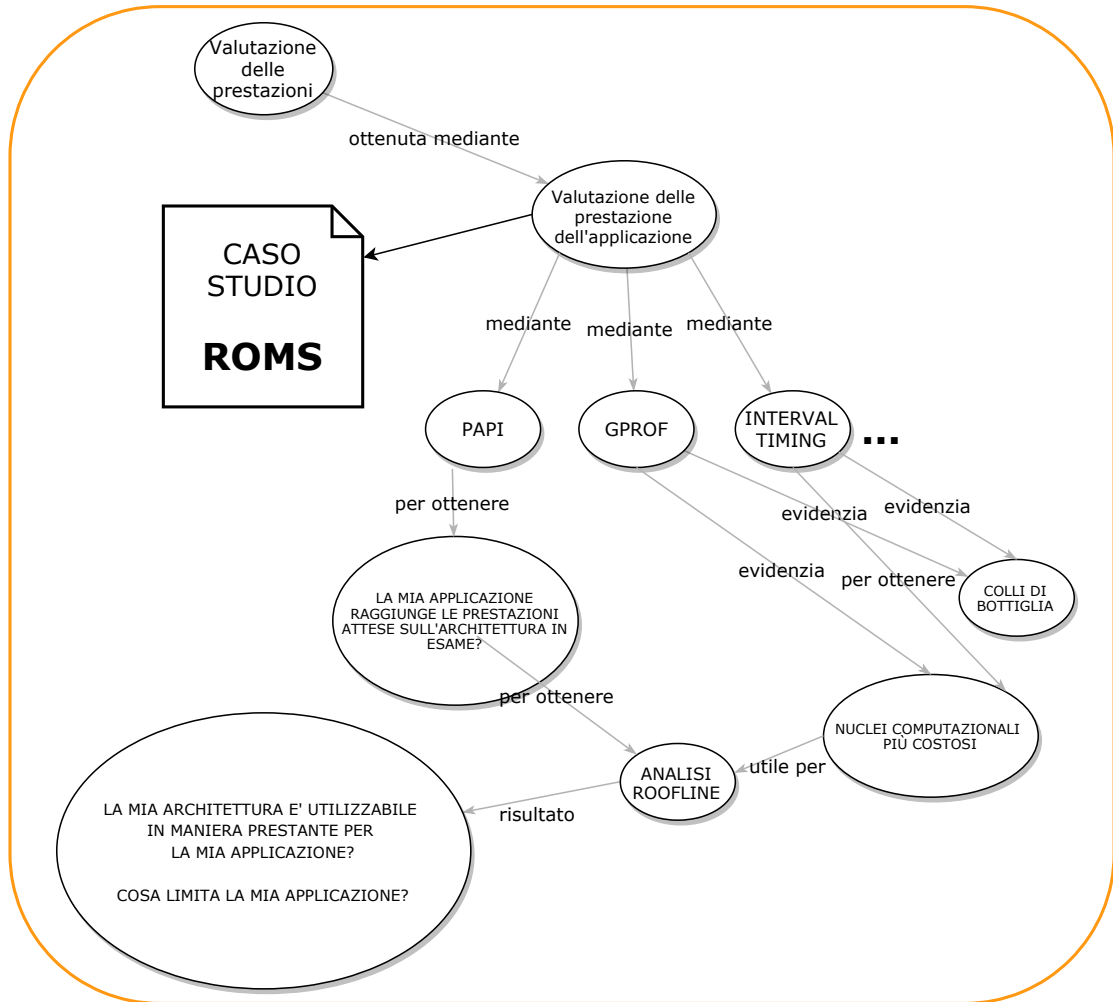 Valutazione
delle
prestazioni
ottenuta mediante
Valutazione delle
prestazione
dell'applicazione
CASO
STUDIO
ROMS
mediante
mediante
mediante
PAPI
GPROF
INTERVAL
TIMING
...
per ottenere
evidenzia
evidenzia
evidenzia
per ottenere
COLLI DI
BOTTIGLIA
LA MIA APPLICAZIONE
RAGGIUNGE LE PRESTAZIONI
ATTESE SULL'ARCHITETTURA IN
ESAME?
per ottenere
NUCLEI COMPUTAZIONALI
PIÙ COSTOSI
utile per
ANALISI
ROOFLINE
risultato
LA MIA ARCHITETTURA E' UTILIZZABILE
IN MANIERA PRESTANTE PER
LA MIA APPLICAZIONE?
COSA LIMITA LA MIA APPLICAZIONE?